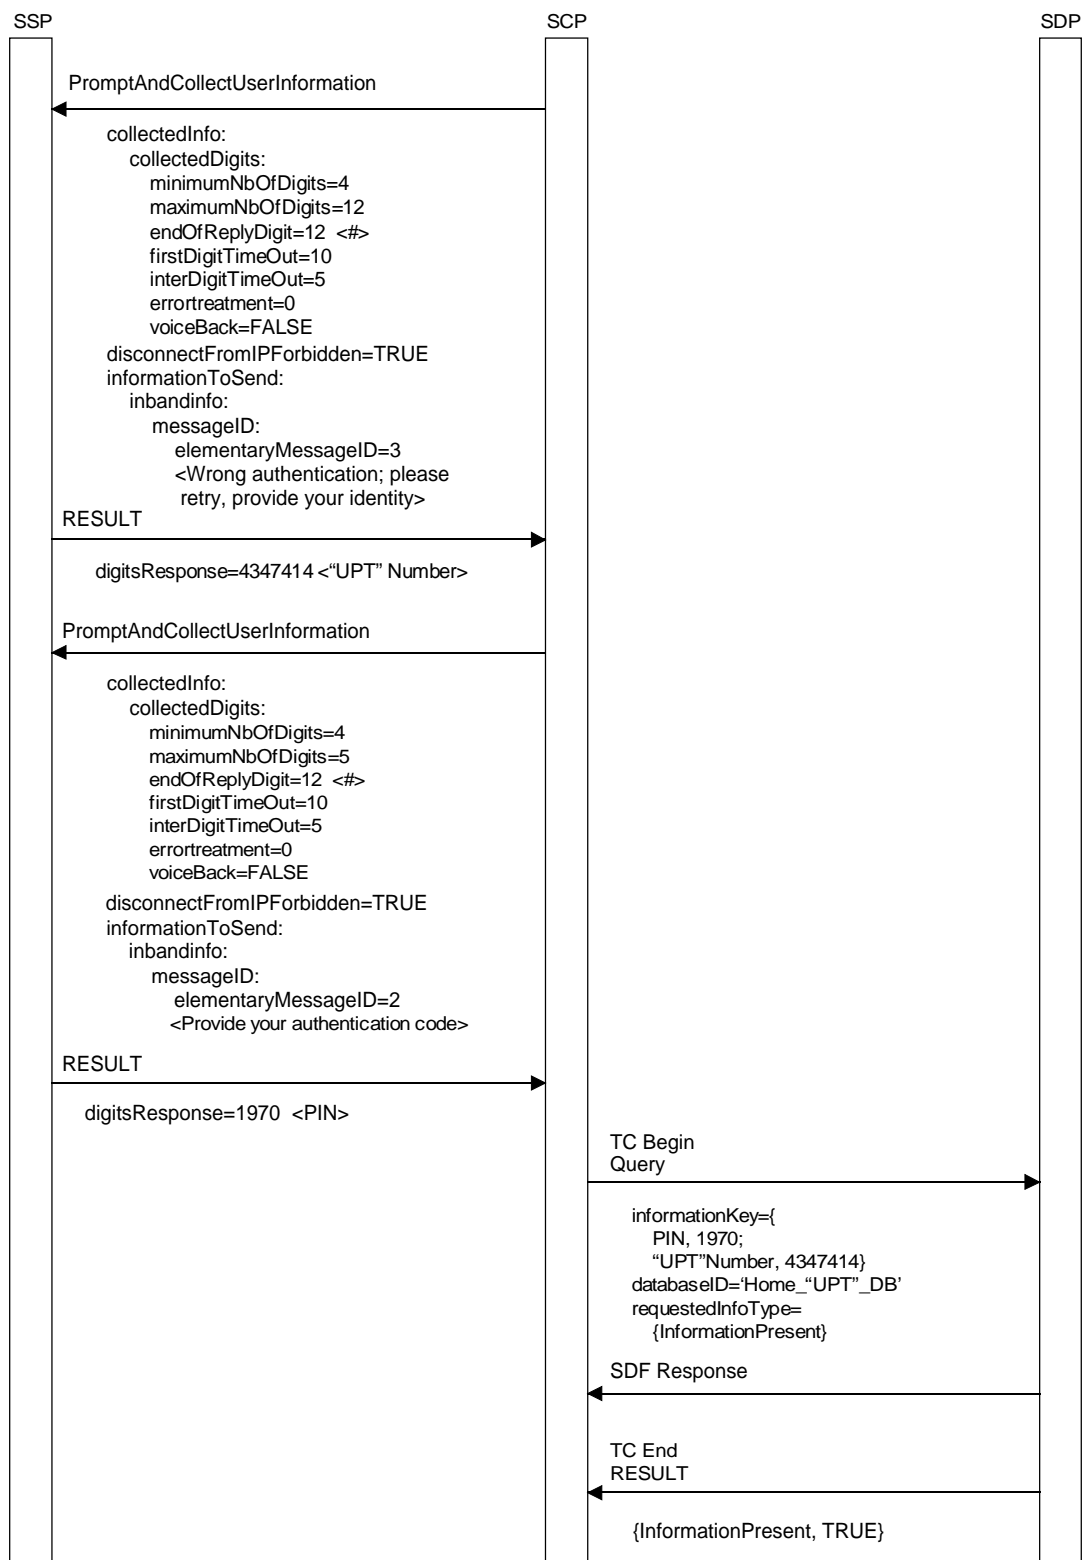 SSP SCP SDP
PromptAndCollectUserInformation
collectedInfo:
collectedDigits:
minimumNbOfDigits=4
maximumNbOfDigits=12
endOfReplyDigit=12 <#>
firstDigitTimeOut=10
interDigitTimeOut=5
errortreatment=0
voiceBack=FALSE
disconnectFromIPForbidden=TRUE
informationToSend:
inbandinfo:
messageID:
elementaryMessageID=3
<Wrong authentication; please
retry, provide your identity>
RESULT
digitsResponse=4347414 <“UPT” Number>
PromptAndCollectUserInformation
collectedInfo:
collectedDigits:
minimumNbOfDigits=4
maximumNbOfDigits=5
endOfReplyDigit=12 <#>
firstDigitTimeOut=10
interDigitTimeOut=5
errortreatment=0
voiceBack=FALSE
disconnectFromIPForbidden=TRUE
informationToSend:
inbandinfo:
messageID:
elementaryMessageID=2
<Provide your authentication code>
RESULT
digitsResponse=1970 <PIN>
TC Begin
Query
informationKey={
PIN, 1970;
“UPT”Number, 4347414}
databaseID=‘Home_“UPT”_DB’
requestedInfoType=
{InformationPresent}
SDF Response
TC End
RESULT
{InformationPresent, TRUE}